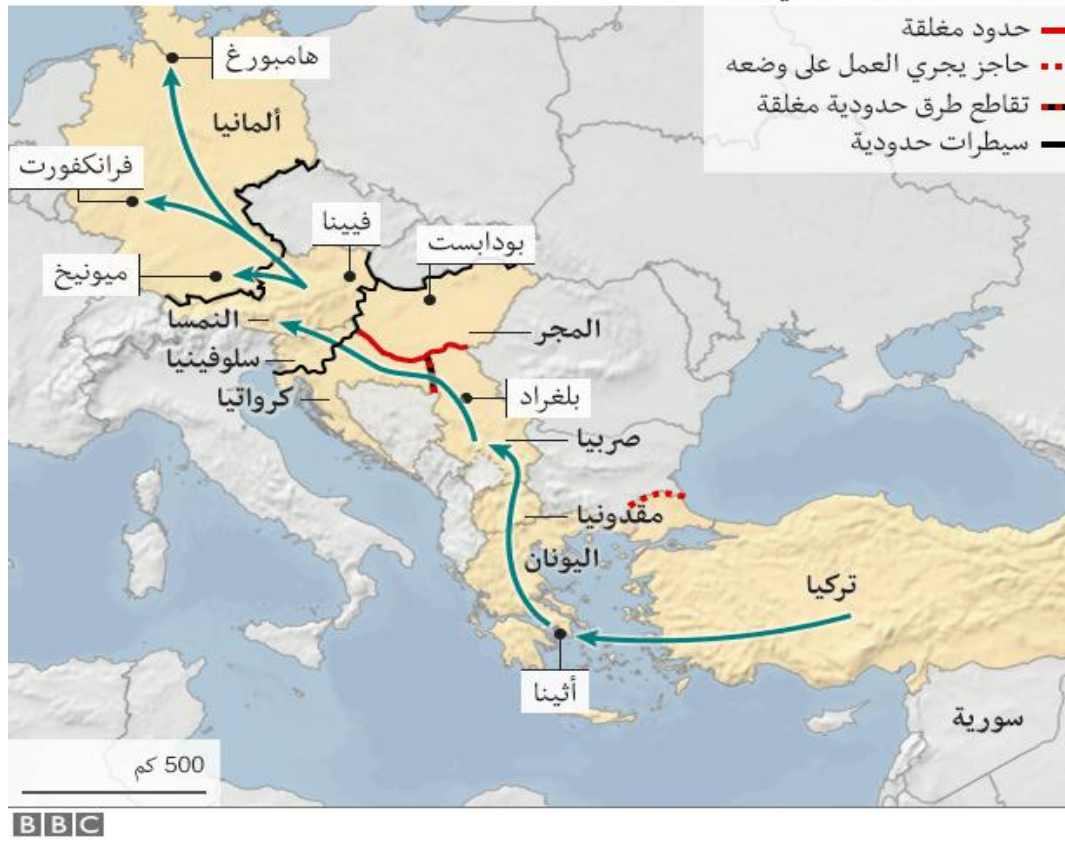 حدود مغلقة
حاجز يجري العمل على وضعه
تقاطع طرق حدودية مغلقة
سيطرات حدودية
هامبورغ
ألمانيا
فرانكفورت
فيينا
بودابست
ميونيخ
النمسا
المجر
سلوفينيا
كرواتيا
بلغراد
صربيا
مقدونيا
اليونان
تركيا
أثينا
سورية
500 كم
BBC